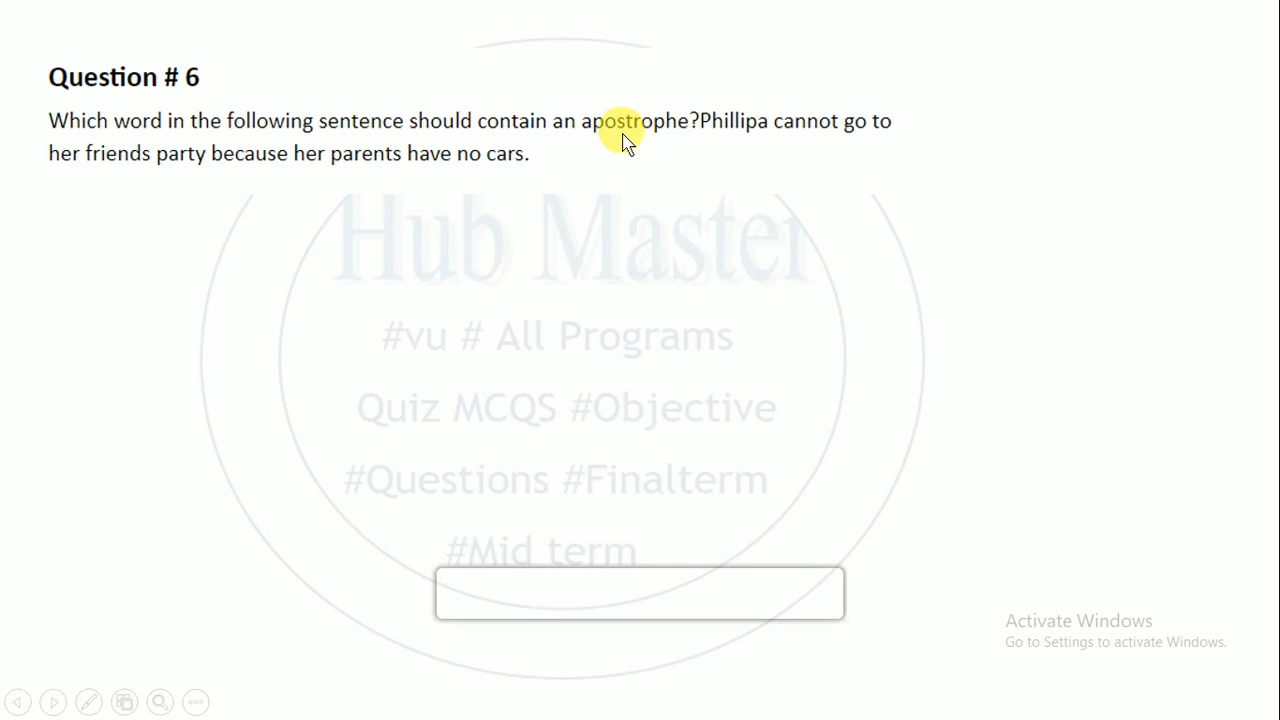 Question # 6
Which word in the following sentence should contain an apostrophe?Phillipa cannot go to
her friends party because her parents have no cars.
Hub Master
#vu # All Programs
Quiz MCQS #Objective
#Questions #Finalterm
#Mid term
Activate Windows
Go to Settings to activate Windows.